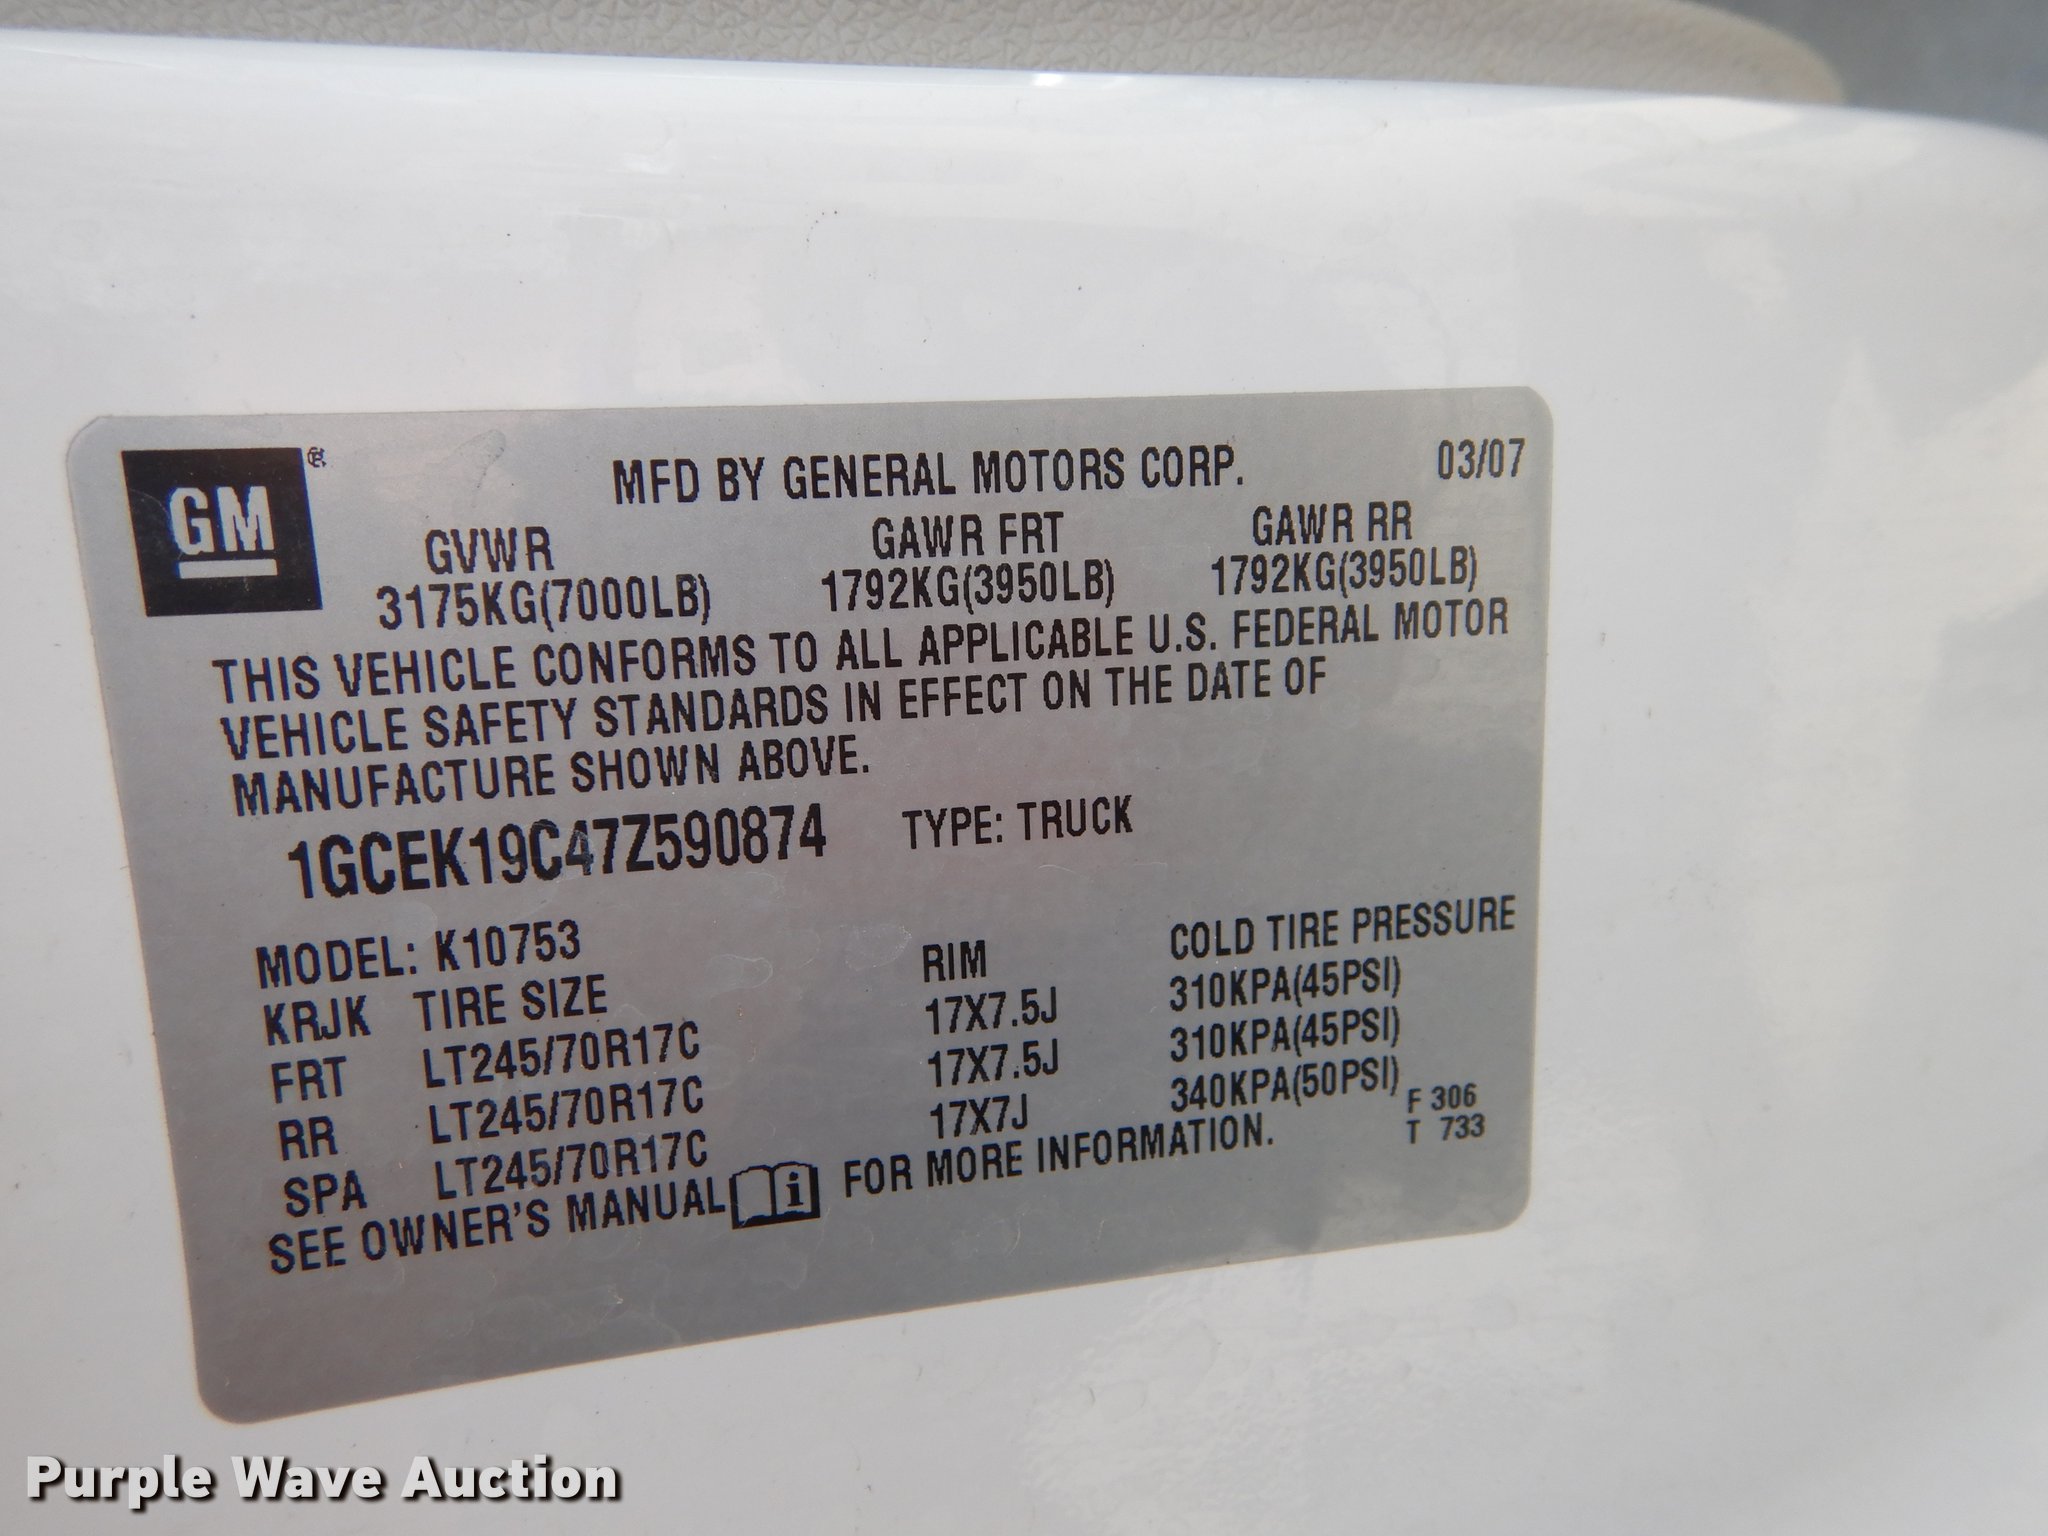 GM®
MFD BY GENERAL MOTORS CORP. 03/07
GVWR GAWR FRT GAWR RR
3175KG(7000LB) 1792KG(3950LB) 1792KG(3950LB)
THIS VEHICLE CONFORMS TO ALL APPLICABLE U.S. FEDERAL MOTOR
VEHICLE SAFETY STANDARDS IN EFFECT ON THE DATE OF
MANUFACTURE SHOWN ABOVE.
1GCEK19C47Z590874 TYPE: TRUCK
MODEL: K10753
KRJK TIRE SIZE RIM COLD TIRE PRESSURE
FRT LT245/70R17C 17X7.5J 310KPA(45PSI)
RR LT245/70R17C 17X7.5J 310KPA(45PSI)
SPA LT245/70R17C 17X7J 340KPA(50PSI)
SEE OWNER'S MANUAL i FOR MORE INFORMATION.
F 306
T 733
Purple Wave Auction